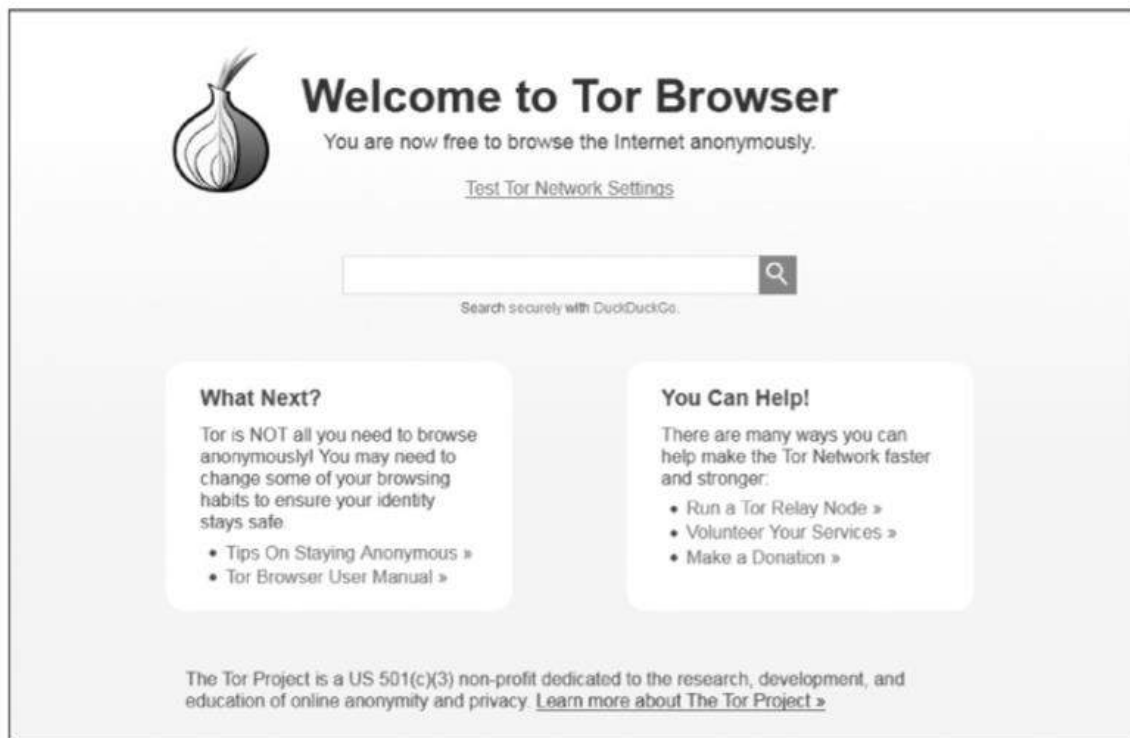 Welcome to Tor Browser
You are now free to browse the Internet anonymously.
Test Tor Network Settings
Search securely with DuckDuckGo.
What Next?
Tor is NOT all you need to browse
anonymously! You may need to
change some of your browsing
habits to ensure your identity
stays safe.
• Tips On Staying Anonymous »
• Tor Browser User Manual »
You Can Help!
There are many ways you can
help make the Tor Network faster
and stronger:
• Run a Tor Relay Node »
• Volunteer Your Services »
• Make a Donation »
The Tor Project is a US 501(c)(3) non-profit dedicated to the research, development, and
education of online anonymity and privacy. Learn more about The Tor Project »